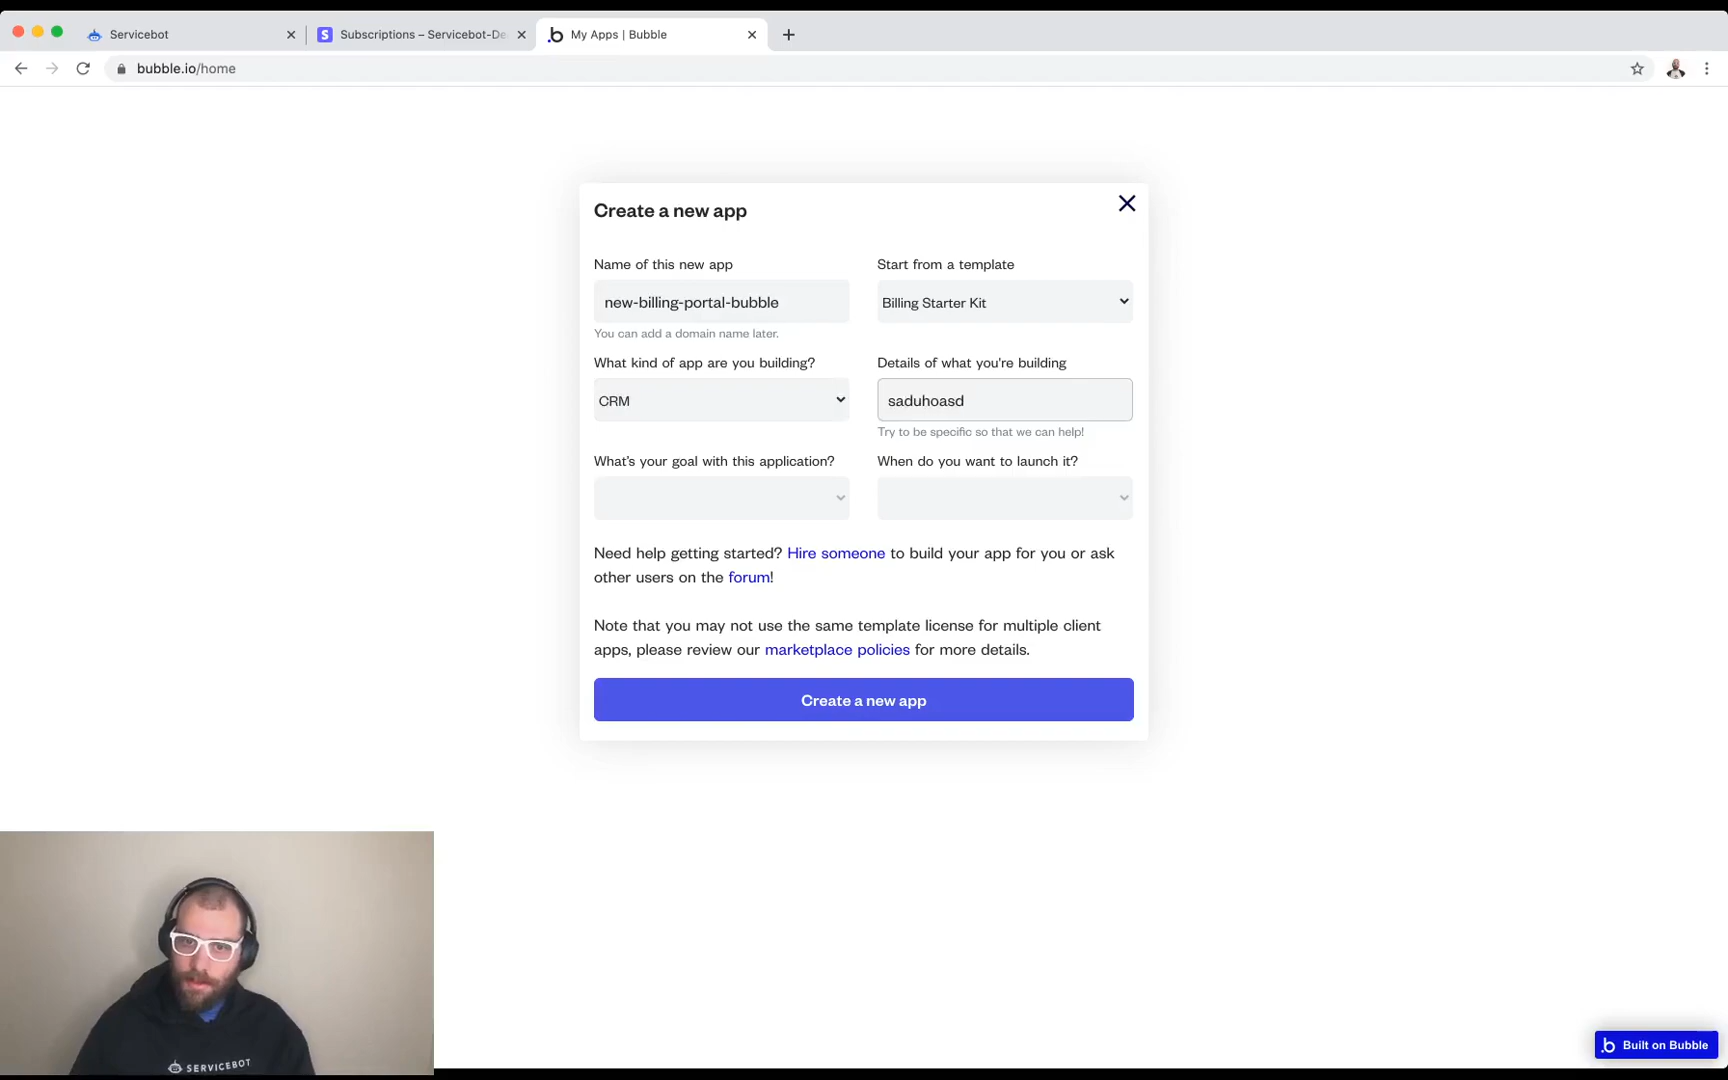 Servicebot
Subscriptions – Servicebot-De
My Apps | Bubble
bubble.io/home
Create a new app
Name of this new app
Start from a template
new-billing-portal-bubble
Billing Starter Kit
You can add a domain name later.
What kind of app are you building?
Details of what you're building
CRM
saduhoasd
Try to be specific so that we can help!
What's your goal with this application?
When do you want to launch it?
Need help getting started? Hire someone to build your app for you or ask
other users on the forum!
Note that you may not use the same template license for multiple client
apps, please review our marketplace policies for more details.
Create a new app
SERVICEBOT
Built on Bubble